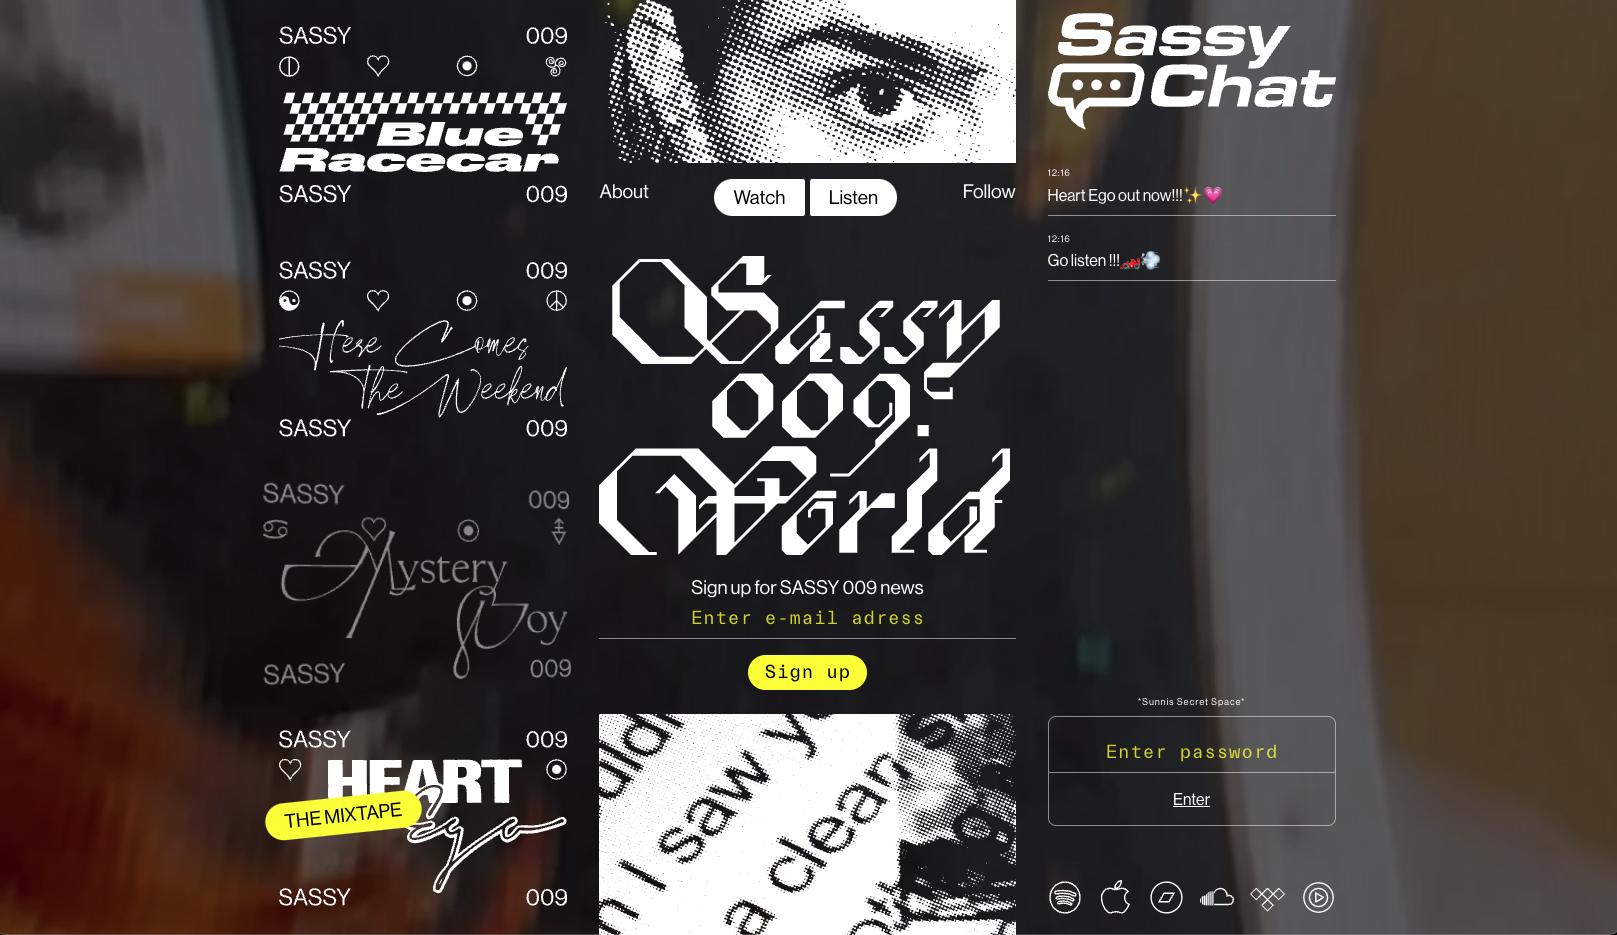 SASSY 009
Blue
Racecar
SASSY 009
SASSY 009
Here Comes
The Weekend
SASSY 009
SASSY 009
Mystery
Boy
SASSY 009
SASSY 009
HEART
THE MIXTAPE
Ego
SASSY 009
About Watch Listen Follow
Sassy
009:
World
Sign up for SASSY 009 news
Enter e-mail adress
Sign up
n I saw y
a clean
Sassy
Chat
12:16
Heart Ego out now!!!✨💗
12:16
Go listen !!!🏎💨
*Sunnis Secret Space*
Enter password
Enter